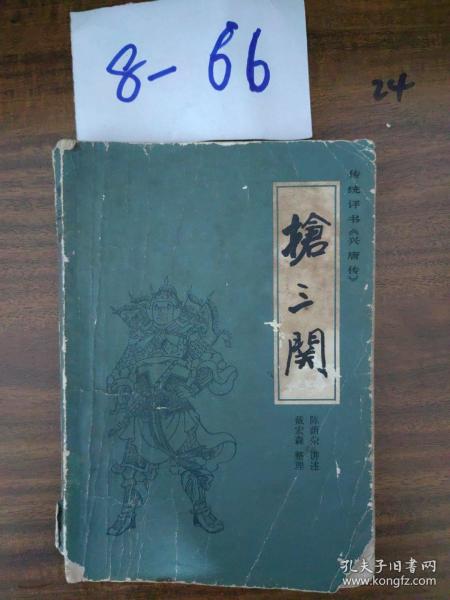 8-66
24
传统评书《兴唐传》
搶三関
陈荫荣 讲述
戴宏森 整理
孔夫子旧书网
www.kongfz.com